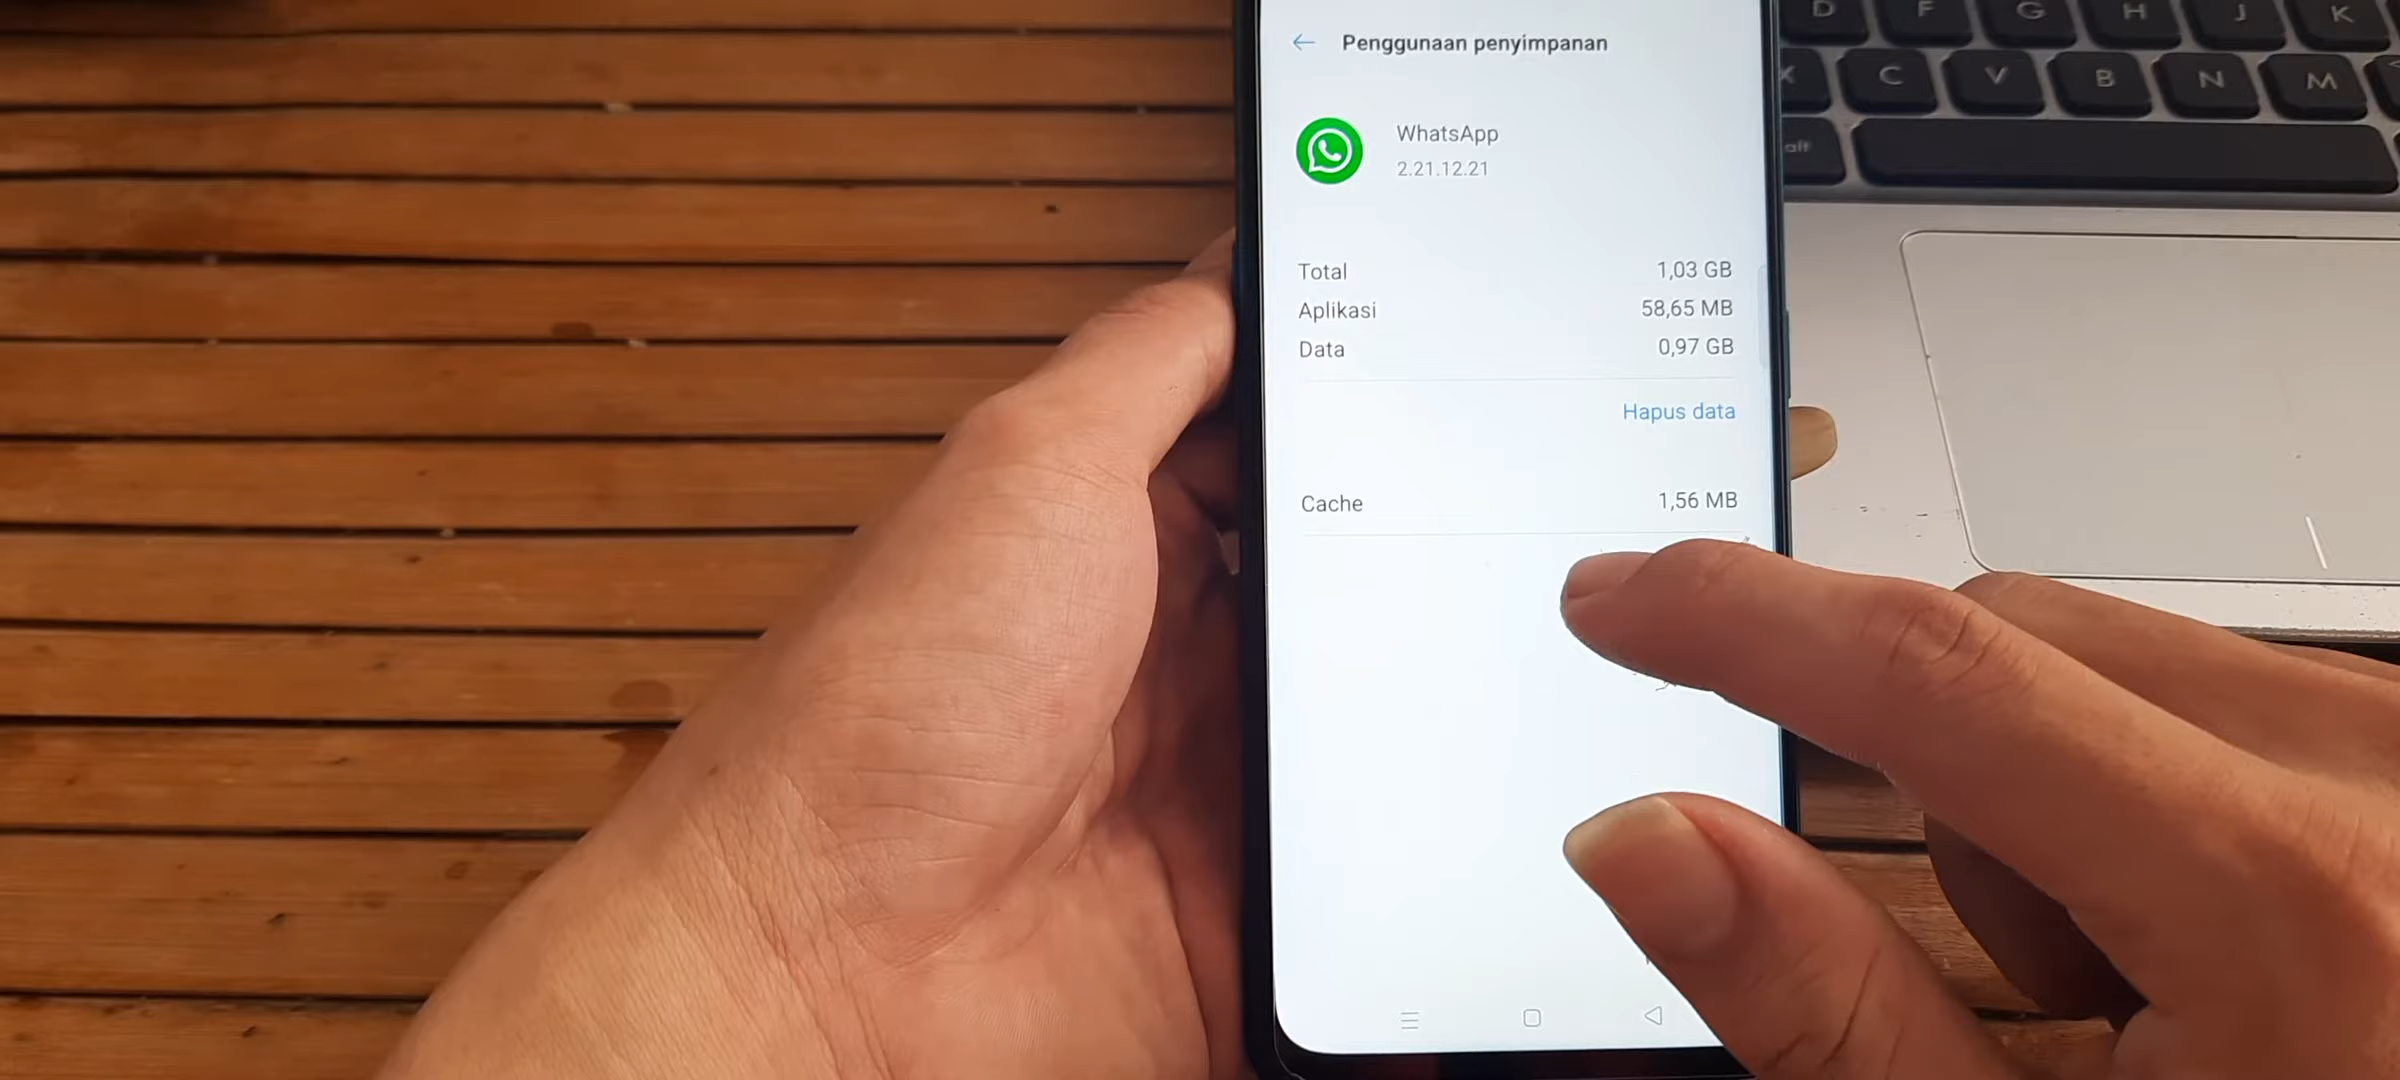 D F G H J K
Penggunaan penyimpanan
X C V B N M
WhatsApp
2.21.12.21
alt
Total 1,03 GB
Aplikasi 58,65 MB
Data 0,97 GB
Hapus data
Cache 1,56 MB